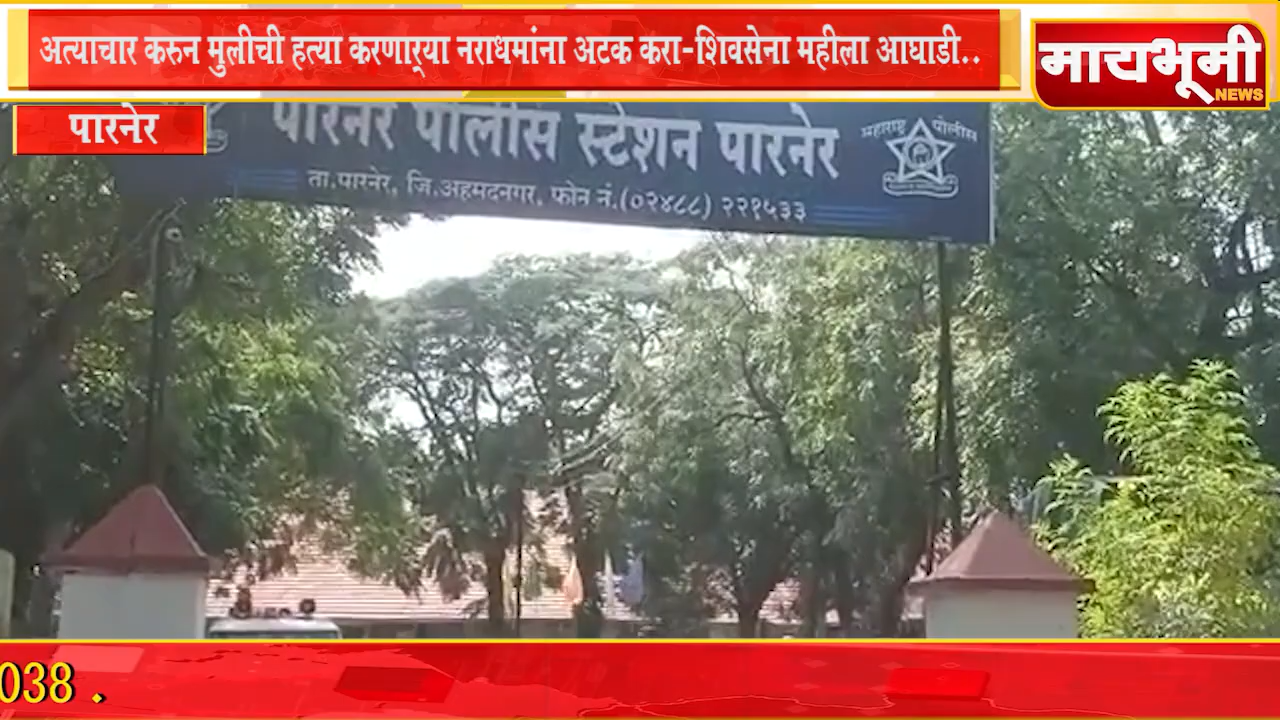 अत्याचार करुन मुलीची हत्या करणाऱ्या नराधमांना अटक करा-शिवसेना महीला आघाडी..
मायभूमी
NEWS
पारनेर
पारनेर पोलीस स्टेशन पारनेर
महाराष्ट्र पोलीस
ता.पारनेर, जि.अहमदनगर, फोन नं.(०२४८८) २२१५३३
038 .